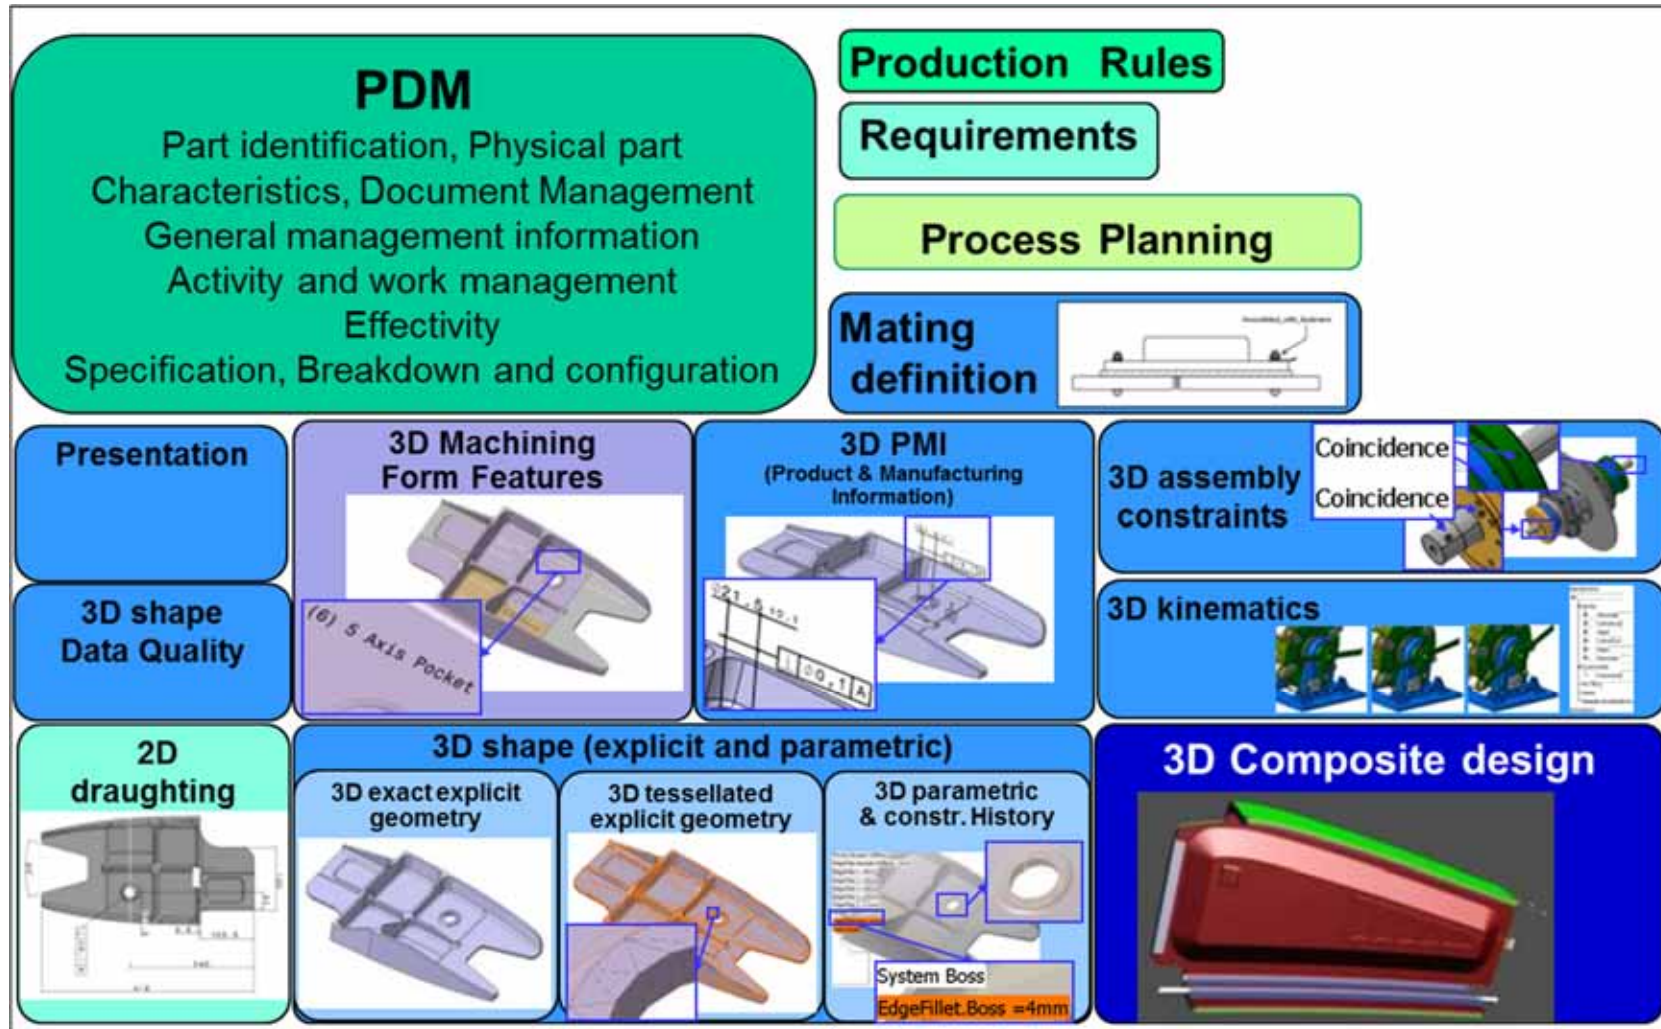 PDM
Part identification, Physical part
Characteristics, Document Management
General management information
Activity and work management
Effectivity
Specification, Breakdown and configuration
Production Rules
Requirements
Process Planning
Mating
definition
Presentation
3D shape
Data Quality
3D Machining
Form Features
(6) 5 Axis Pocket
3D PMI
(Product & Manufacturing
Information)
21,5
0,1 A
3D assembly
constraints
Coincidence
Coincidence
3D kinematics
2D
draughting
3D shape (explicit and parametric)
3D exact explicit
geometry
3D tessellated
explicit geometry
3D parametric
& constr. History
System Boss
EdgeFillet.Boss =4mm
3D Composite design